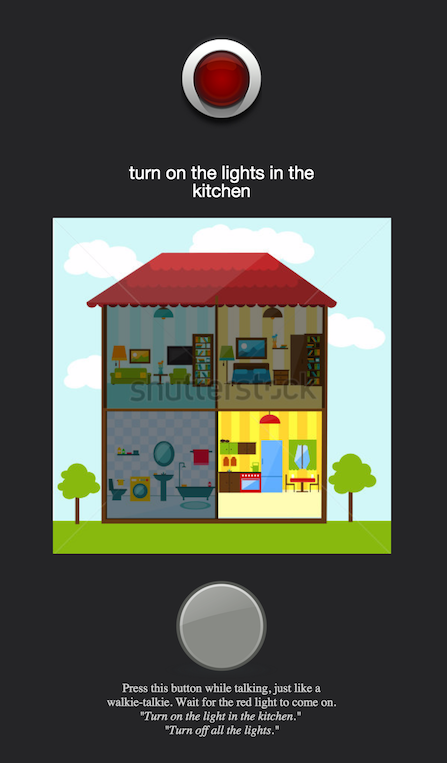 turn on the lights in the
kitchen
shutterstock
Press this button while talking, just like a
walkie-talkie. Wait for the red light to come on.
"Turn on the light in the kitchen."
"Turn off all the lights."